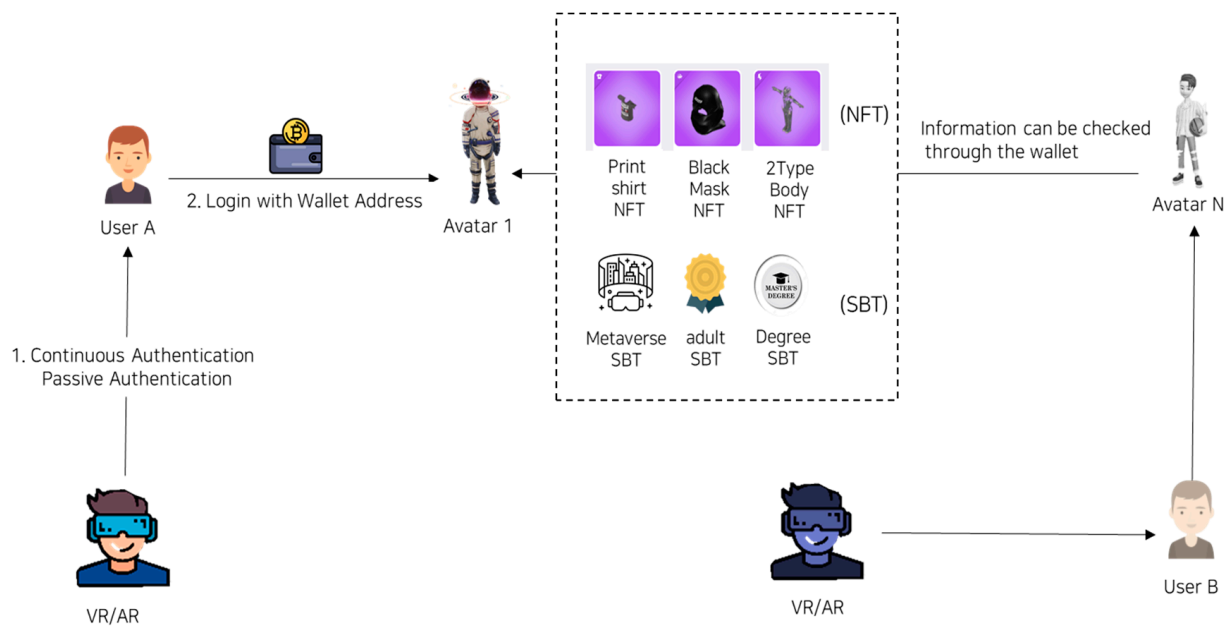 (NFT)
Print
shirt
NFT
Black
Mask
NFT
2Type
Body
NFT
Information can be checked
through the wallet
2. Login with Wallet Address
User A
Avatar 1
Avatar N
MASTER'S
DEGREE
(SBT)
Metaverse
SBT
adult
SBT
Degree
SBT
1. Continuous Authentication
Passive Authentication
VR/AR
VR/AR
User B